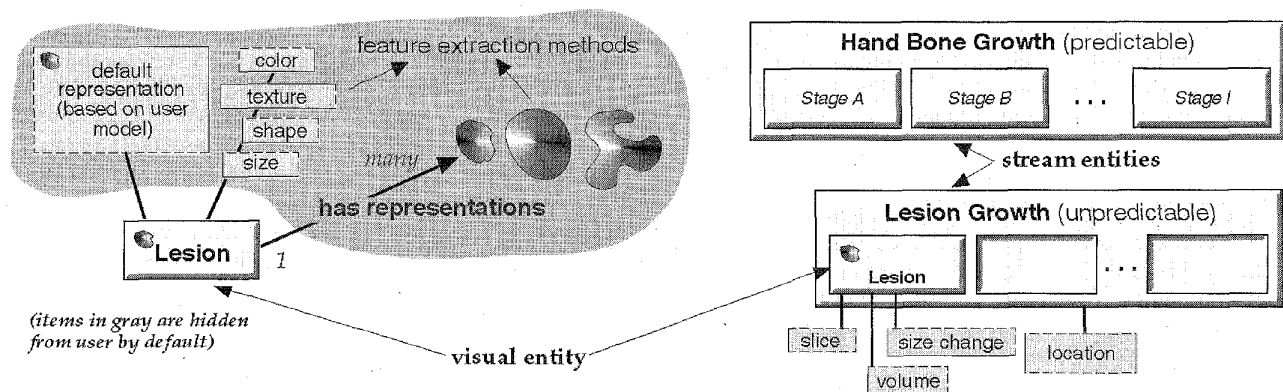 default
representation
(based on user
model)
color
texture
shape
size
feature extraction methods
many
has representations
Lesion
1
(items in gray are hidden
from user by default)
visual entity
Hand Bone Growth (predictable)
Stage A
Stage B
...
Stage I
stream entities
Lesion Growth (unpredictable)
Lesion
...
slice
volume
size change
location